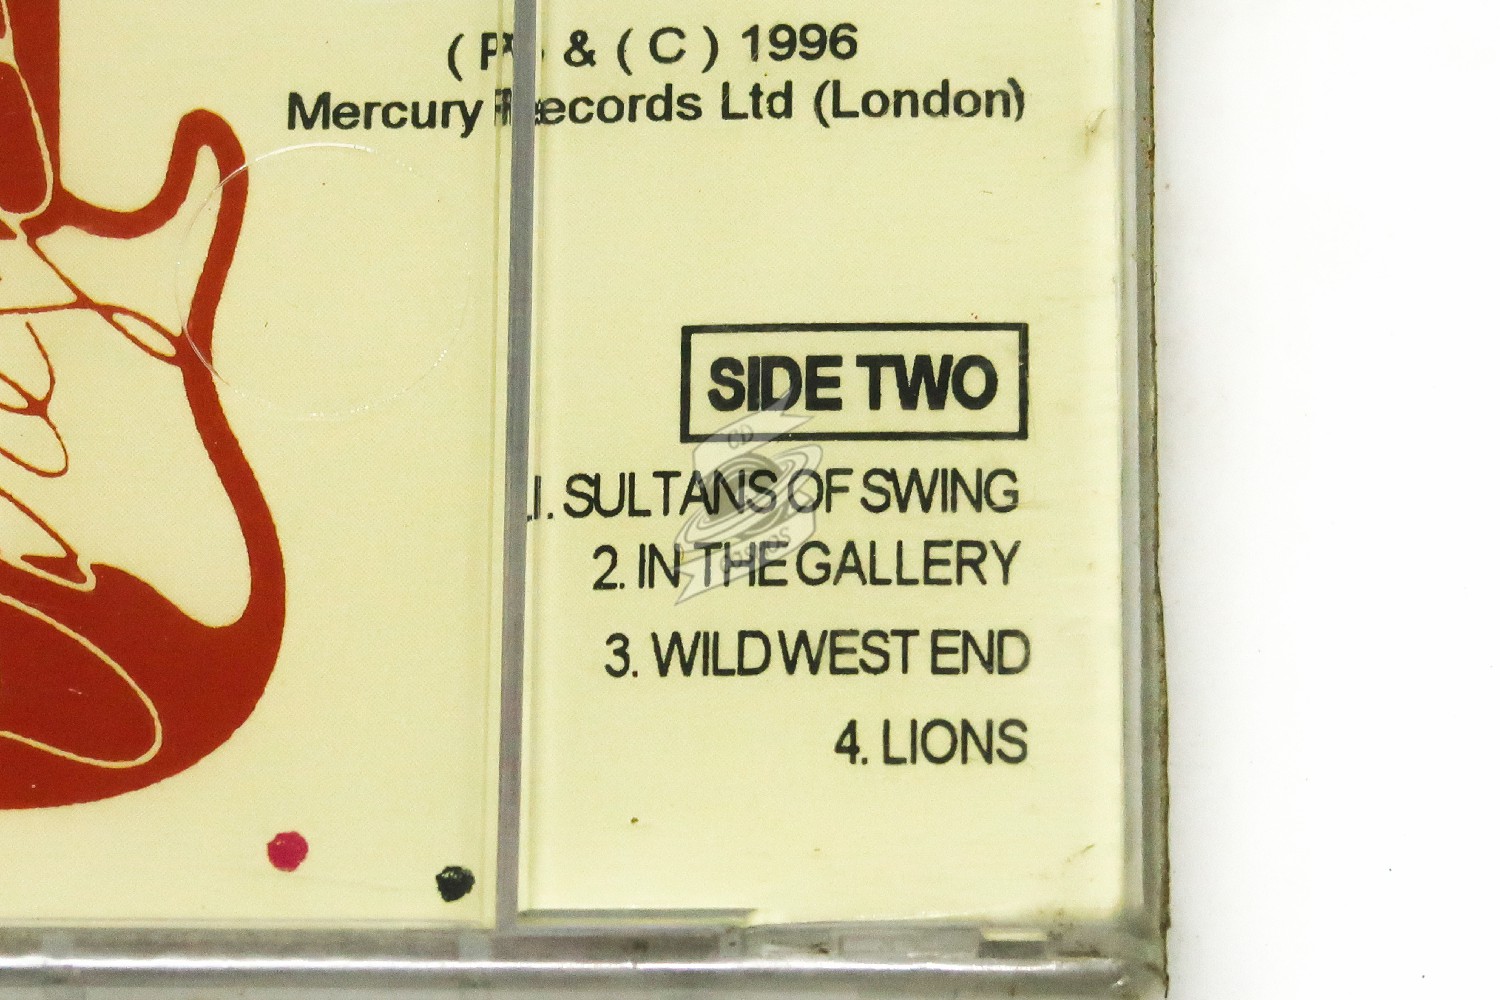 ( P ) & ( C ) 1996
Mercury Records Ltd (London)
SIDE TWO
1. SULTANS OF SWING
2. IN THE GALLERY
3. WILD WEST END
4. LIONS
CD